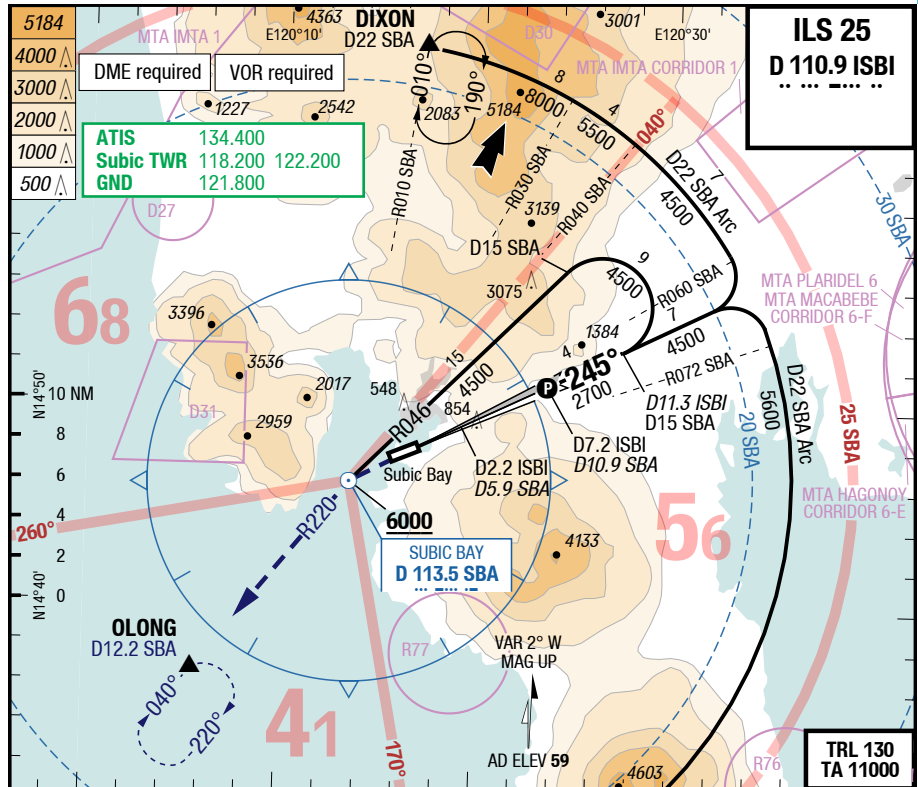 5184
4000
3000
2000
1000
500
MTA IMTA 1
4363
E120°10'
DIXON
D22 SBA
3001
D30
E120°30'
MTA IMTA CORRIDOR 1
ILS 25
D 110.9 ISBI
DME required
VOR required
1227
2542
010°
190°
2083
5184
8
8000
4
5500
040°
ATIS 134.400
Subic TWR 118.200 122.200
GND 121.800
D27
R010 SBA
R030 SBA
R040 SBA
3139
D15 SBA
D22 SBA Arc
7
4500
30 SBA
68
3396
3075
9
4500
R060 SBA
7
4500
MTA PLARIDEL 6
MTA MACABEBE
CORRIDOR 6-F
3536
D31
2017
2959
548
15
4500
R046
854
1384
4
245°
P
2700
R072 SBA
D11.3 ISBI
D15 SBA
5600
D22 SBA Arc
N14°50'
10 NM
8
6
4
2
0
N14°40'
Subic Bay
D2.2 ISBI
D5.9 SBA
D7.2 ISBI
D10.9 SBA
20 SBA
25 SBA
MTA HAGONOY
CORRIDOR 6-E
260°
R220
6000
SUBIC BAY
D 113.5 SBA
4133
56
OLONG
D12.2 SBA
040°
220°
R77
VAR 2° W
MAG UP
41
170°
AD ELEV 59
4603
R76
TRL 130
TA 11000